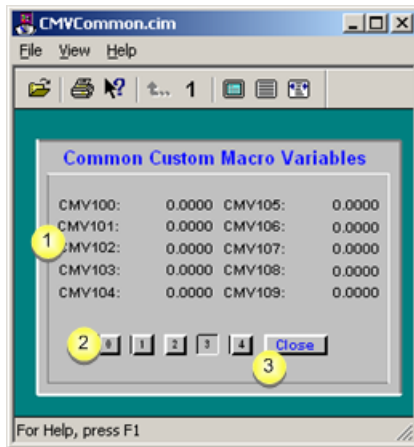 CMVCommon.cim
File View Help
1
Common Custom Macro Variables
CMV100: 0.0000 CMV105: 0.0000
CMV101: 0.0000 CMV106: 0.0000
CMV102: 0.0000 CMV107: 0.0000
CMV103: 0.0000 CMV108: 0.0000
CMV104: 0.0000 CMV109: 0.0000
1
2 0 1 2 3 4 Close
3
For Help, press F1